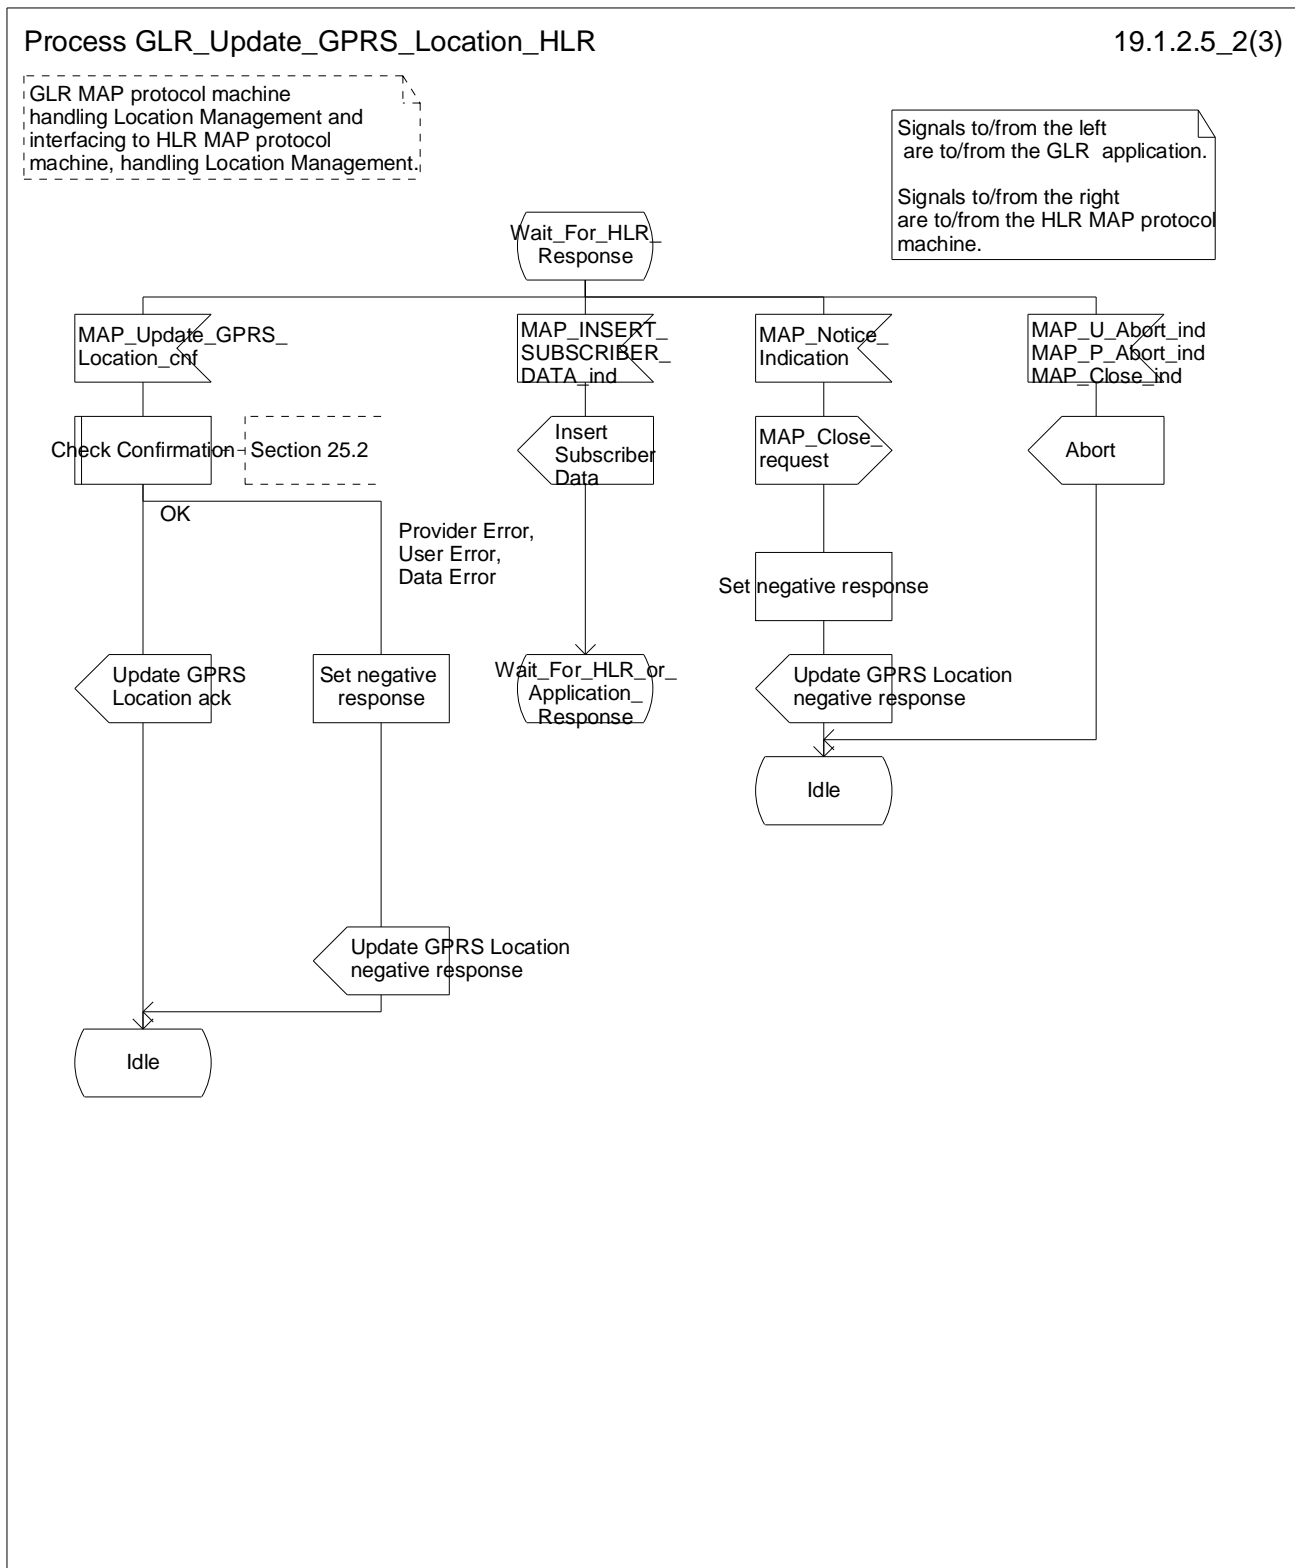 Process GLR_Update_GPRS_Location_HLR
19.1.2.5_2(3)
GLR MAP protocol machine
handling Location Management and
interfacing to HLR MAP protocol
machine, handling Location Management.
Signals to/from the left
are to/from the GLR application.
Signals to/from the right
are to/from the HLR MAP protocol
machine.
Wait_For_HLR_
Response
MAP_Update_GPRS_
Location_cnf
MAP_INSERT_
SUBSCRIBER_
DATA_ind
MAP_Notice_
Indication
MAP_U_Abort_ind
MAP_P_Abort_ind
MAP_Close_ind
Check Confirmation
Section 25.2
Insert
Subscriber
Data
MAP_Close_
request
Abort
OK
Provider Error,
User Error,
Data Error
Set negative response
Update GPRS
Location ack
Set negative
response
Wait_For_HLR_or_
Application_
Response
Update GPRS Location
negative response
Idle
Update GPRS Location
negative response
Idle